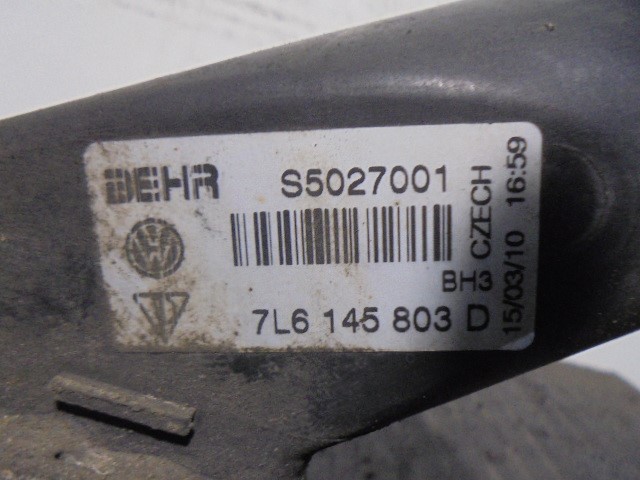 BEHR S5027001
BH3
7L6 145 803 D
CZECH
15/03/10 16:59